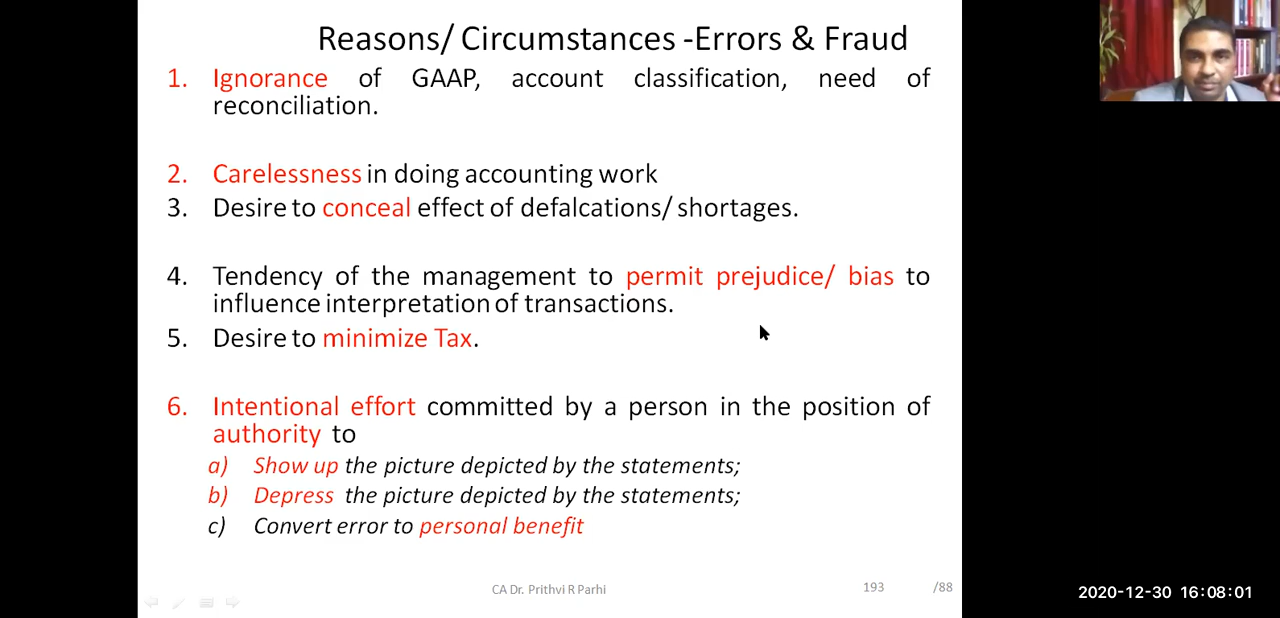 Reasons/ Circumstances -Errors & Fraud
1. Ignorance of GAAP, account classification, need of
reconciliation.
2. Carelessness in doing accounting work
3. Desire to conceal effect of defalcations/ shortages.
4. Tendency of the management to permit prejudice/ bias to
influence interpretation of transactions.
5. Desire to minimize Tax.
6. Intentional effort committed by a person in the position of
authority to
a) Show up the picture depicted by the statements;
b) Depress the picture depicted by the statements;
c) Convert error to personal benefit
CA Dr. Prithvi R Parhi 193 /88
2020-12-30 16:08:01